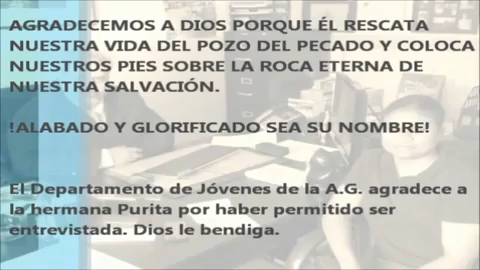 AGRADECEMOS A DIOS PORQUE ÉL RESCATA
NUESTRA VIDA DEL POZO DEL PECADO Y COLOCA
NUESTROS PIES SOBRE LA ROCA ETERNA DE
NUESTRA SALVACIÓN.
!ALABADO Y GLORIFICADO SEA SU NOMBRE!
El Departamento de Jóvenes de la A.G. agradece a
la hermana Purita por haber permitido ser
entrevistada. Dios le bendiga.